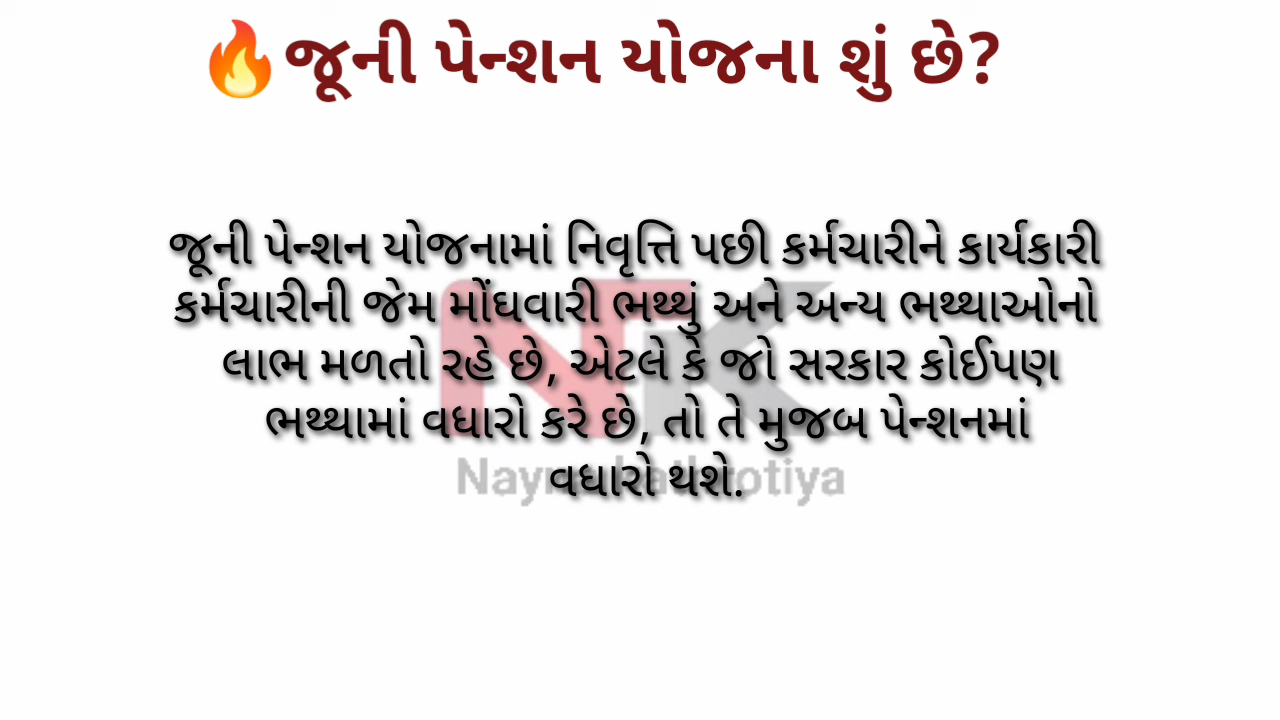 🔥જૂની પેન્શન યોજના શું છે?
જૂની પેન્શન યોજનામાં નિવૃત્તિ પછી કર્મચારીને કાર્યકારી
કર્મચારીની જેમ મોંઘવારી ભથ્થું અને અન્ય ભથ્થાઓનો
લાભ મળતો રહે છે, એટલે કે જો સરકાર કોઈપણ
ભથ્થામાં વધારો કરે છે, તો તે મુજબ પેન્શનમાં
વધારો થશે.
NK